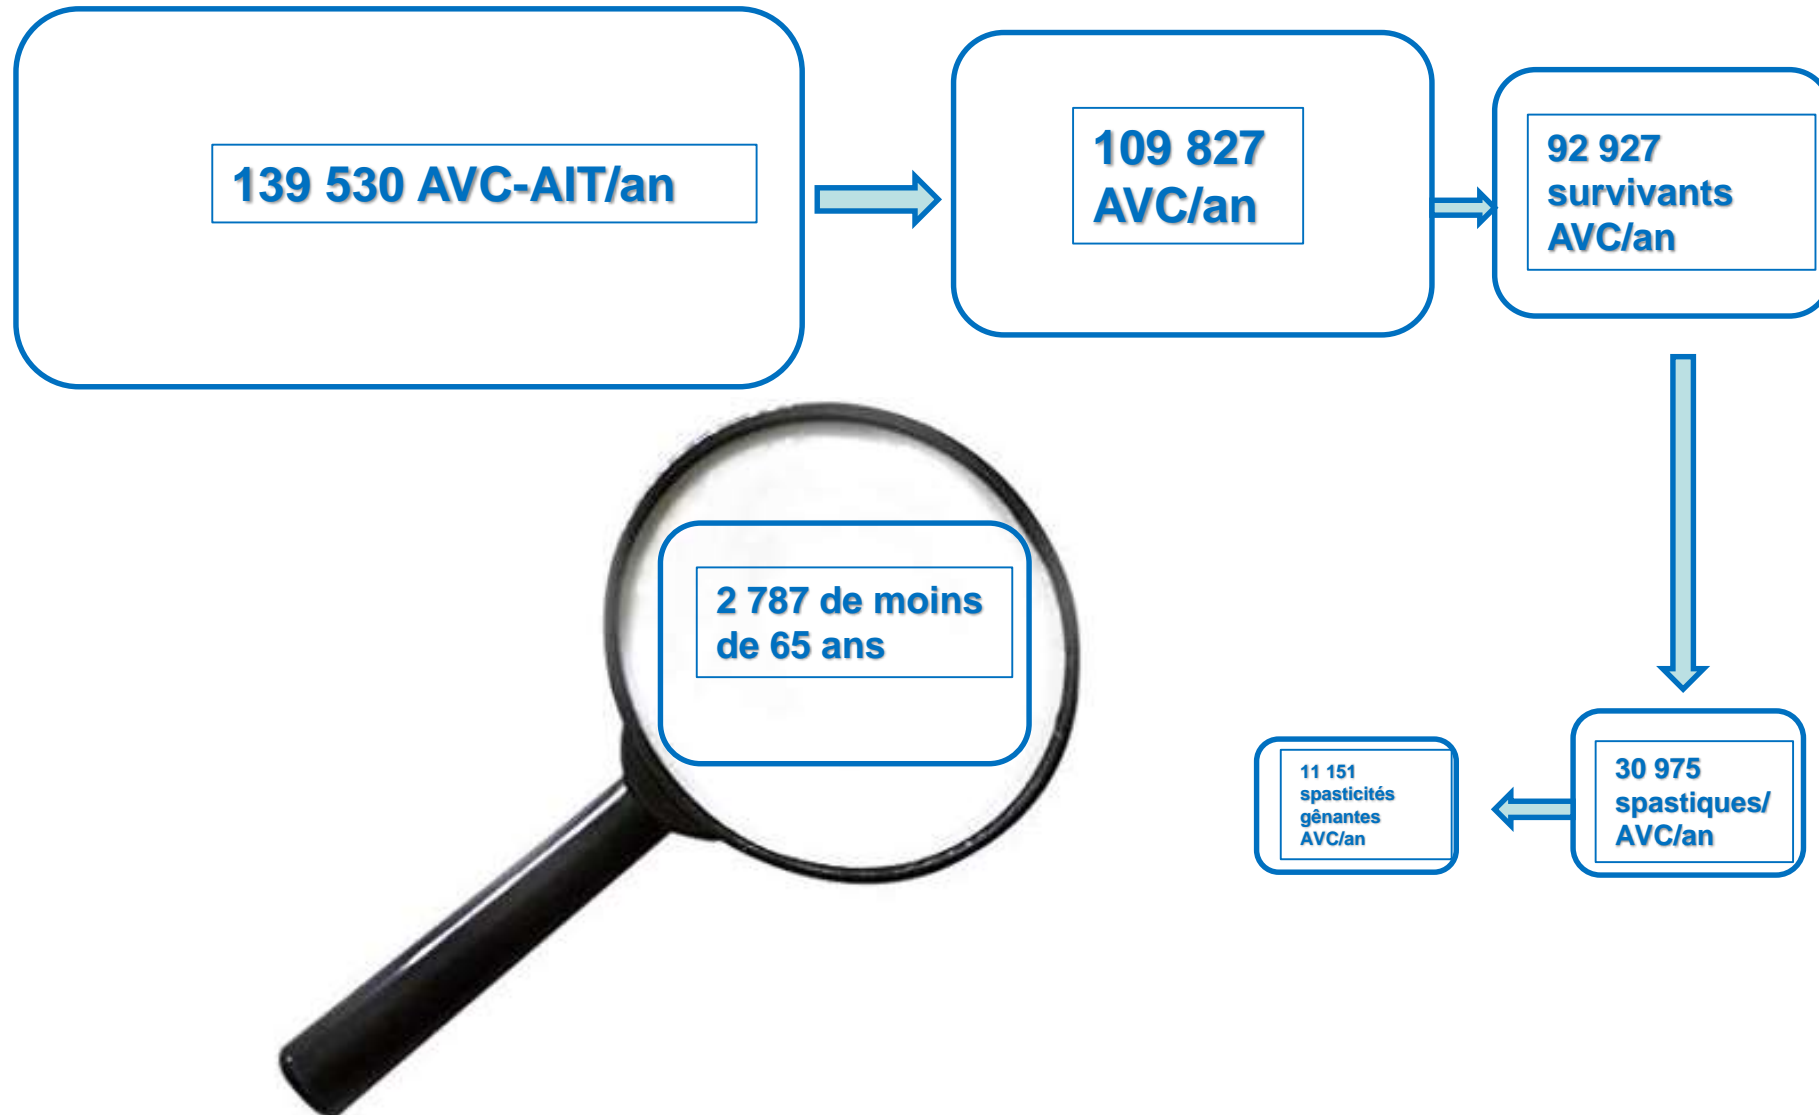 139 530 AVC-AIT/an
109 827
AVC/an
92 927
survivants
AVC/an
30 975
spastiques/
AVC/an
11 151
spasticités
gênantes
AVC/an
2 787 de moins
de 65 ans